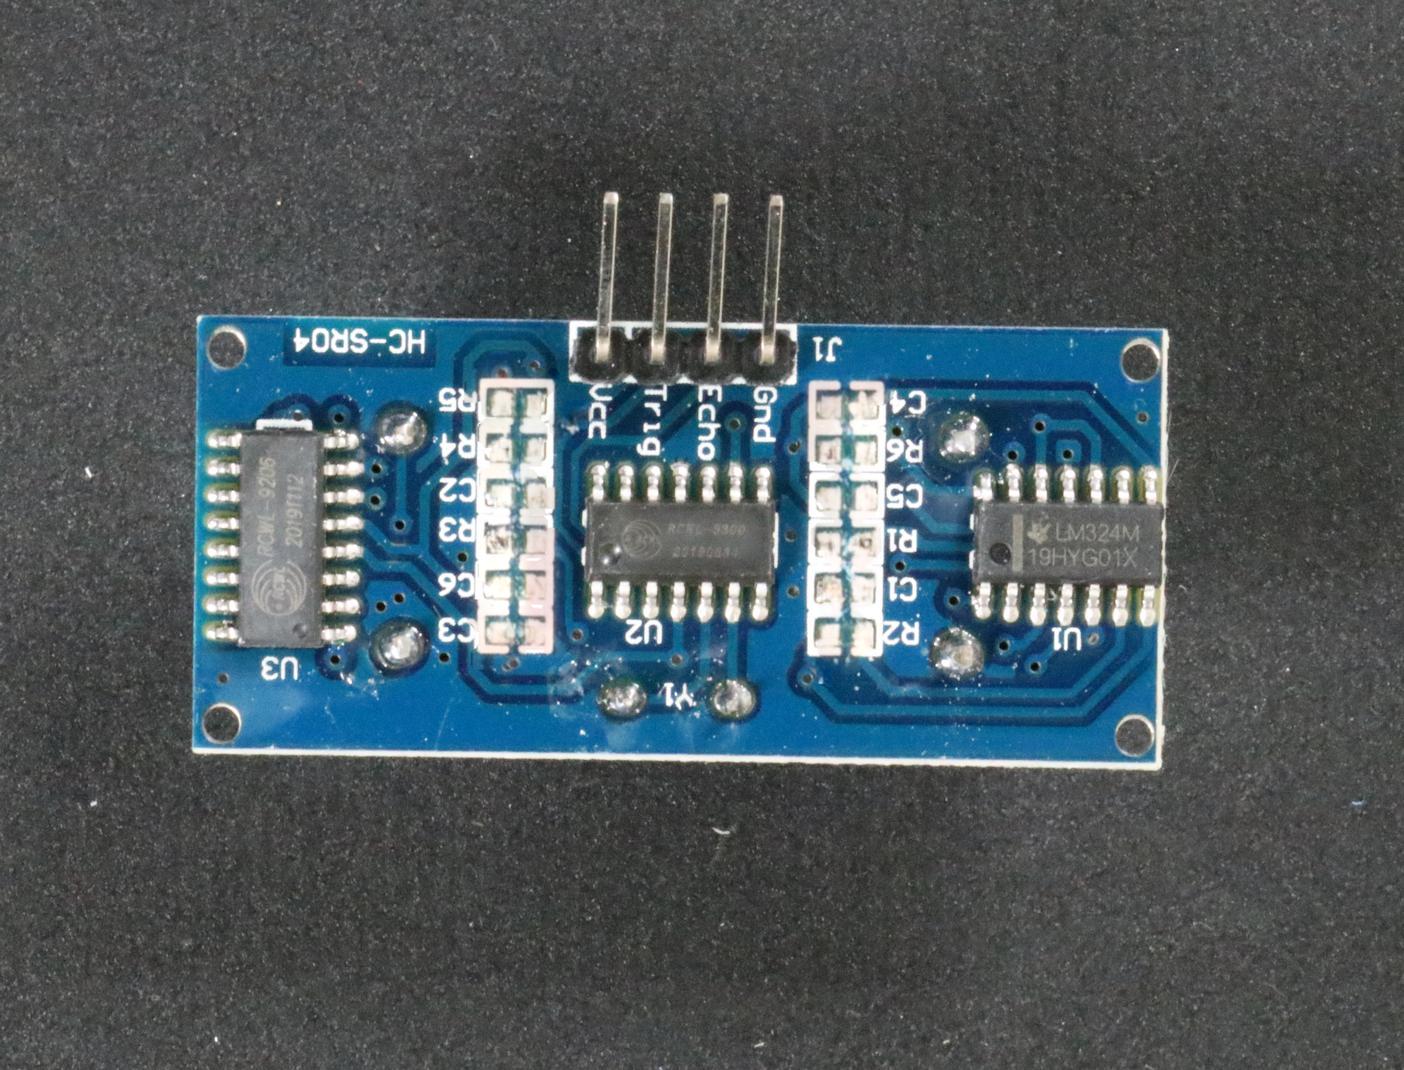 HC-SR04
J1
Vcc
Trig
Echo
Gnd
R5
R4
C2
R3
C6
C3
C4
R6
C5
R1
C1
R2
RCWL-9206
20191112
U3
U2
LM324M
19HYG01X
U1
Y1